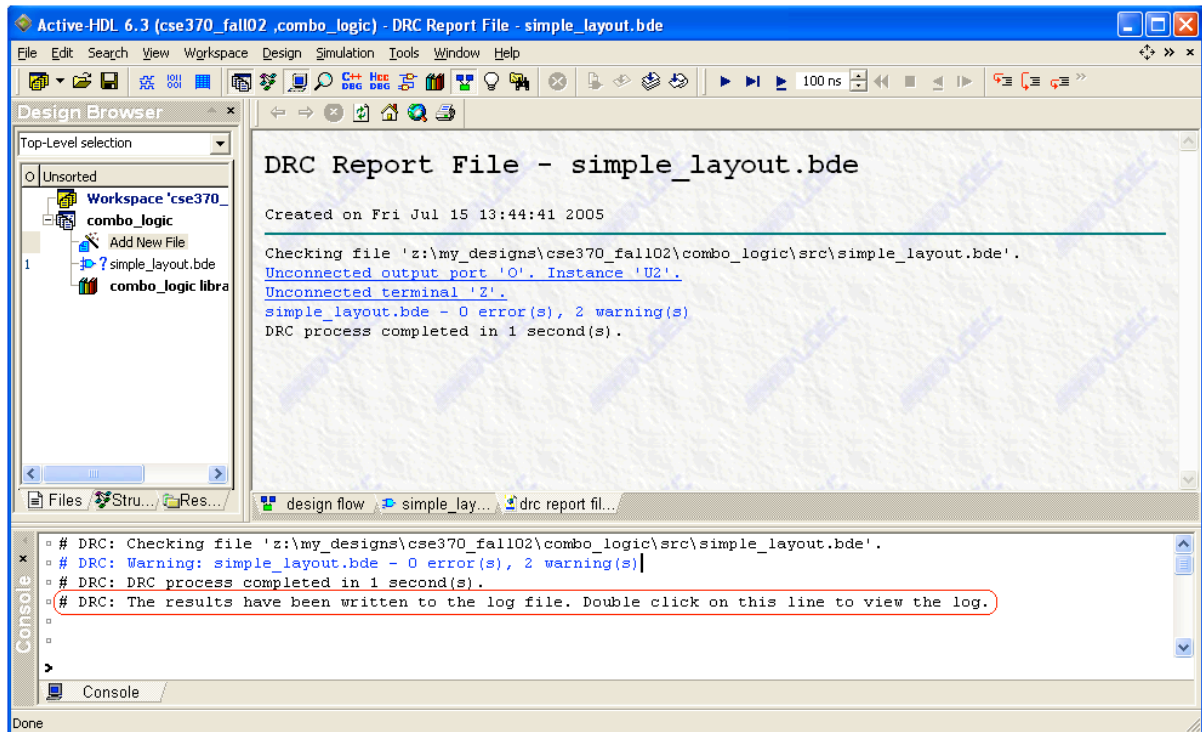 Active-HDL 6.3 (cse370_fall02 ,combo_logic) - DRC Report File - simple_layout.bde
File Edit Search View Workspace Design Simulation Tools Window Help
C++ DBG Hcc DBG 100 ns
Design Browser
Top-Level selection
O Unsorted
Workspace 'cse370_
combo_logic
Add New File
1 ? simple_layout.bde
combo_logic libra
Files Stru... Res...
DRC Report File - simple_layout.bde
Created on Fri Jul 15 13:44:41 2005
Checking file 'z:\my_designs\cse370_fall02\combo_logic\src\simple_layout.bde'.
Unconnected output port 'O'. Instance 'U2'.
Unconnected terminal 'Z'.
simple_layout.bde - 0 error(s), 2 warning(s)
DRC process completed in 1 second(s).
design flow simple_lay... drc report fil...
# DRC: Checking file 'z:\my_designs\cse370_fall02\combo_logic\src\simple_layout.bde'.
# DRC: Warning: simple_layout.bde - 0 error(s), 2 warning(s)
# DRC: DRC process completed in 1 second(s).
# DRC: The results have been written to the log file. Double click on this line to view the log.
>
Console
Console
Done